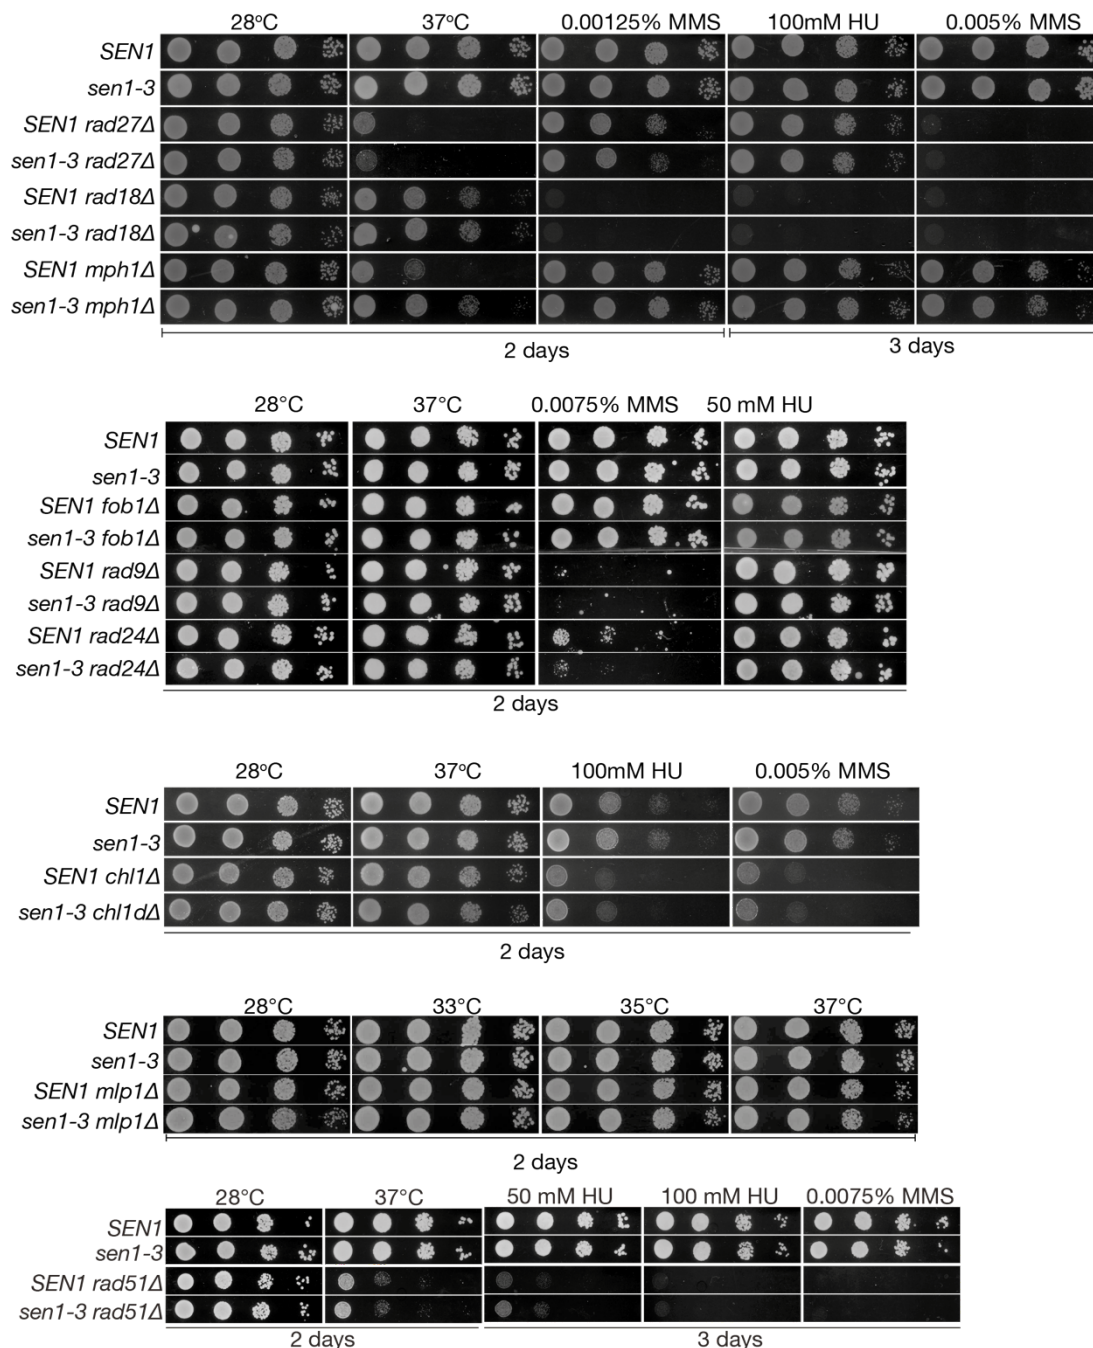 28°C 37°C 0.00125% MMS 100mM HU 0.005% MMS
SEN1
sen1-3
SEN1 rad27Δ
sen1-3 rad27Δ
SEN1 rad18Δ
sen1-3 rad18Δ
SEN1 mph1Δ
sen1-3 mph1Δ
2 days 3 days
28°C 37°C 0.0075% MMS 50 mM HU
SEN1
sen1-3
SEN1 fob1Δ
sen1-3 fob1Δ
SEN1 rad9Δ
sen1-3 rad9Δ
SEN1 rad24Δ
sen1-3 rad24Δ
2 days
28°C 37°C 100mM HU 0.005% MMS
SEN1
sen1-3
SEN1 chl1Δ
sen1-3 chl1dΔ
2 days
28°C 33°C 35°C 37°C
SEN1
sen1-3
SEN1 mlp1Δ
sen1-3 mlp1Δ
2 days
28°C 37°C 50 mM HU 100 mM HU 0.0075% MMS
SEN1
sen1-3
SEN1 rad51Δ
sen1-3 rad51Δ
2 days 3 days